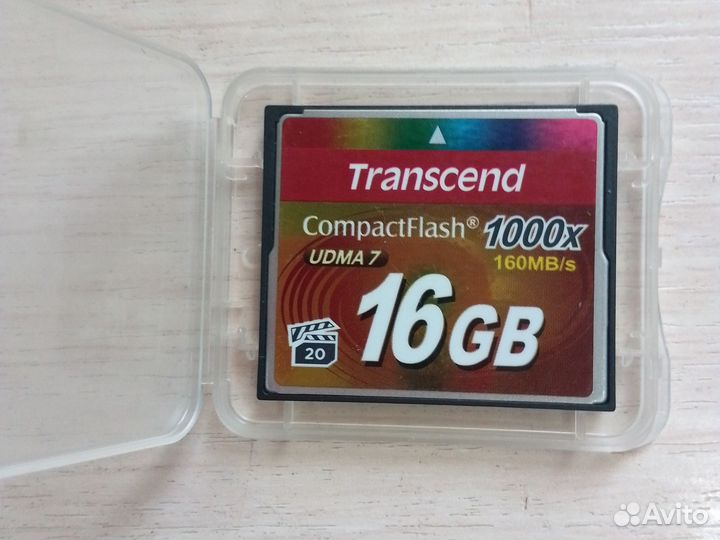 Transcend
CompactFlash® 1000x
UDMA 7 160MB/s
20 16GB
Avito